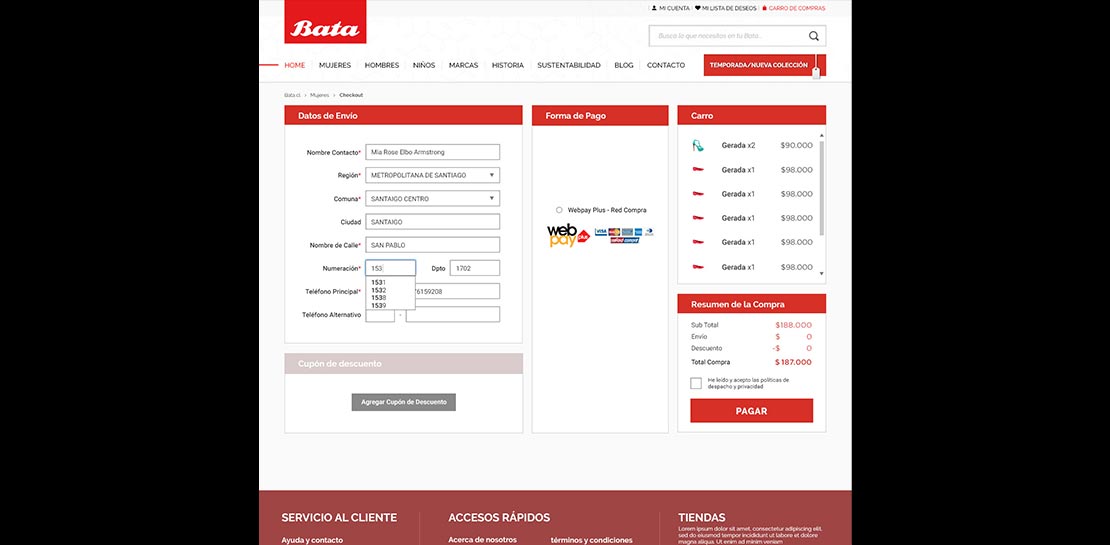 Bata
MI CUENTA | MI LISTA DE DESEOS | CARRO DE COMPRAS
Busca lo que necesitas en tu Bata..
HOME MUJERES HOMBRES NIÑOS MARCAS HISTORIA SUSTENTABILIDAD BLOG CONTACTO TEMPORADA/NUEVA COLECCIÓN
Bata cl. > Mujeres > Checkout
Datos de Envío
Nombre Contacto* Mia Rose Elbo Armstrong
Región* METROPOLITANA DE SANTIAGO
Comuna* SANTAIGO CENTRO
Ciudad SANTAIGO
Nombre de Calle* SAN PABLO
Numeración* 153 Dpto 1702
1531
1532
1538
1539
Teléfono Principal* 76159208
Teléfono Alternativo -
Cupón de descuento
Agregar Cupón de Descuento
Forma de Pago
Webpay Plus - Red Compra
web pay plus
VISA
Carro
Gerada x2 $90.000
Gerada x1 $98.000
Gerada x1 $98.000
Gerada x1 $98.000
Gerada x1 $98.000
Gerada x1 $98.000
Resumen de la Compra
Sub Total $188.000
Envío $ 0
Descuento -$ 0
Total Compra $187.000
He leido y acepto las políticas de
despacho y privacidad
PAGAR
SERVICIO AL CLIENTE
Ayuda y contacto
ACCESOS RÁPIDOS
Acerca de nosotros términos y condiciones
TIENDAS
Lorem ipsum dolor sit amet, consectetur adipiscing elit,
sed do eiusmod tempor incididunt ut labore et dolore
magna aliqua. Ut enim ad minim veniam